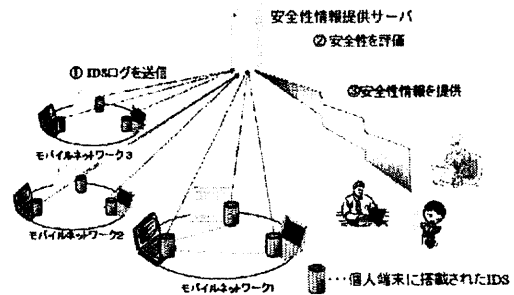 安全性情報提供サーバ
② 安全性を評価
① IDSログを送信
③安全性情報を提供
モバイルネットワーク3
モバイルネットワーク2
モバイルネットワーク1
…個人端末に搭載されたIDS